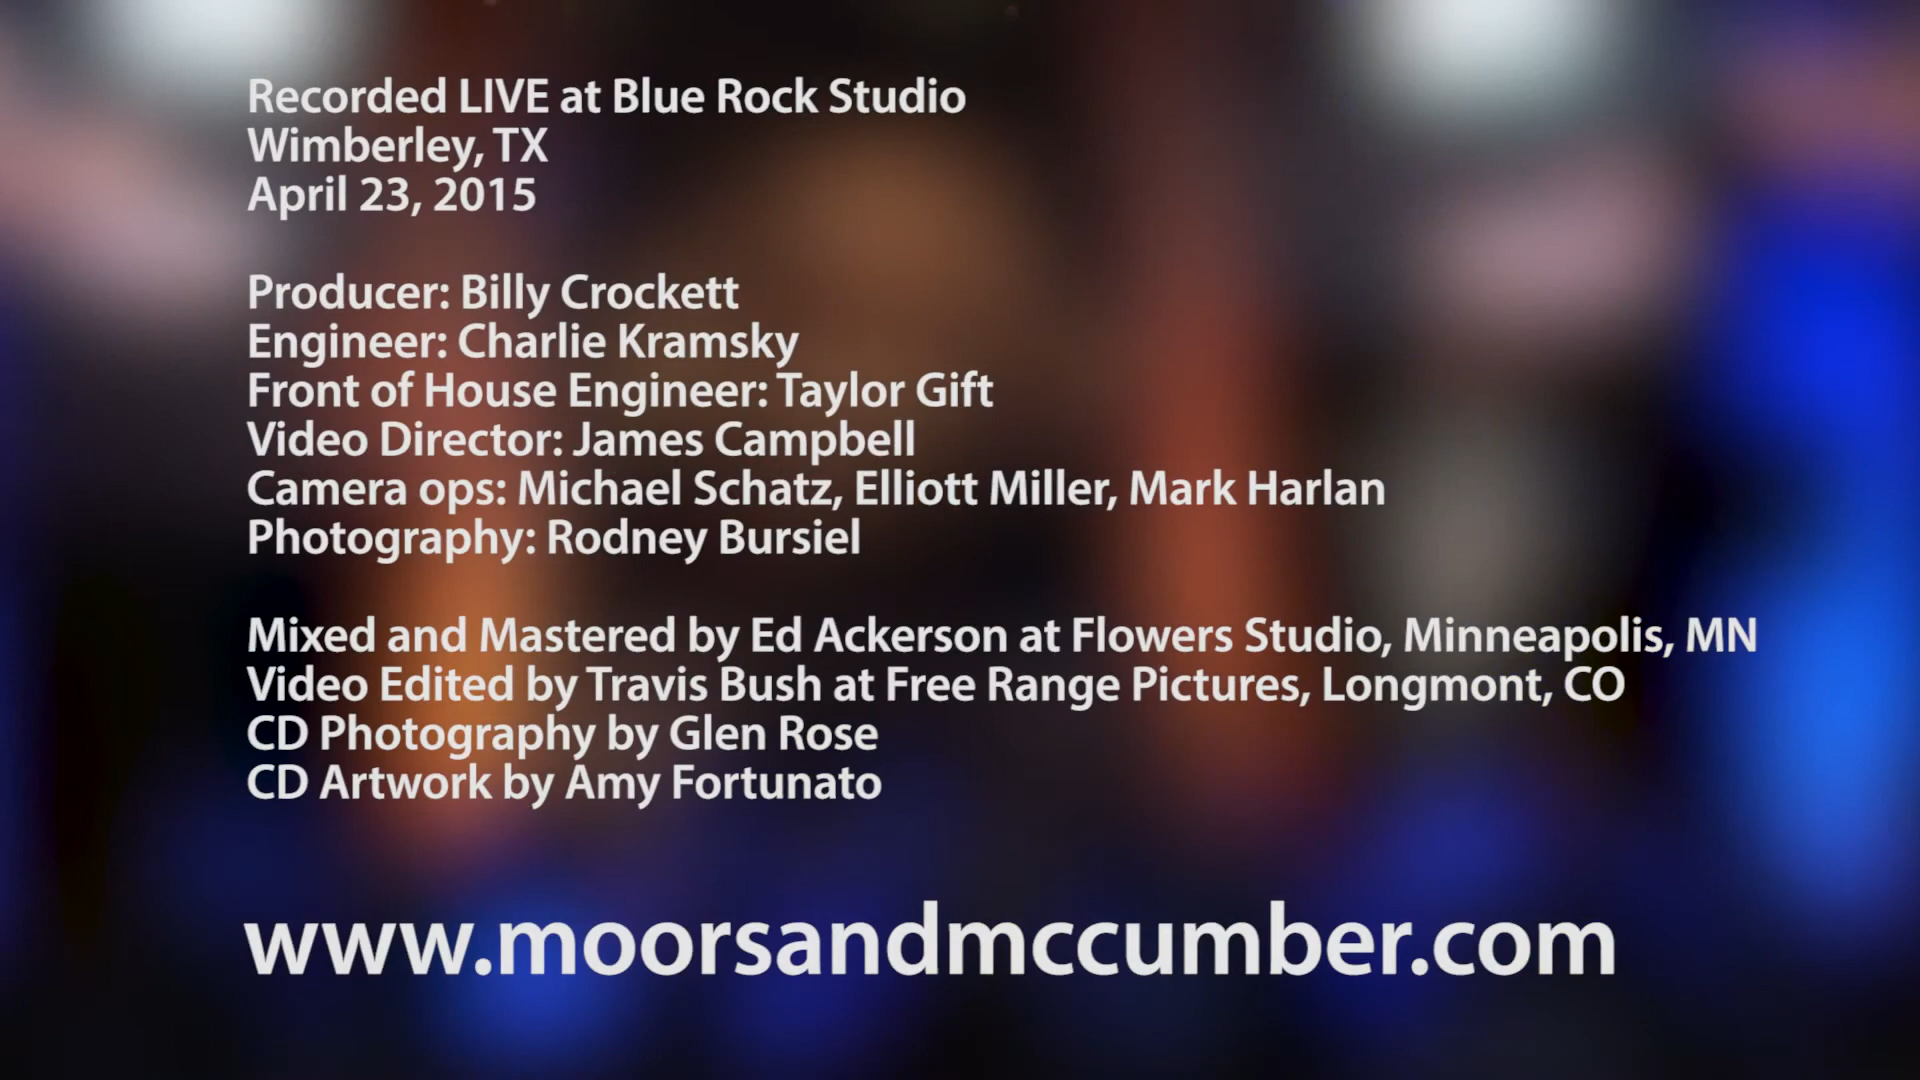 Recorded LIVE at Blue Rock Studio
Wimberley, TX
April 23, 2015
Producer: Billy Crockett
Engineer: Charlie Kramsky
Front of House Engineer: Taylor Gift
Video Director: James Campbell
Camera ops: Michael Schatz, Elliott Miller, Mark Harlan
Photography: Rodney Bursiel
Mixed and Mastered by Ed Ackerson at Flowers Studio, Minneapolis, MN
Video Edited by Travis Bush at Free Range Pictures, Longmont, CO
CD Photography by Glen Rose
CD Artwork by Amy Fortunato
www.moorsandmccumber.com